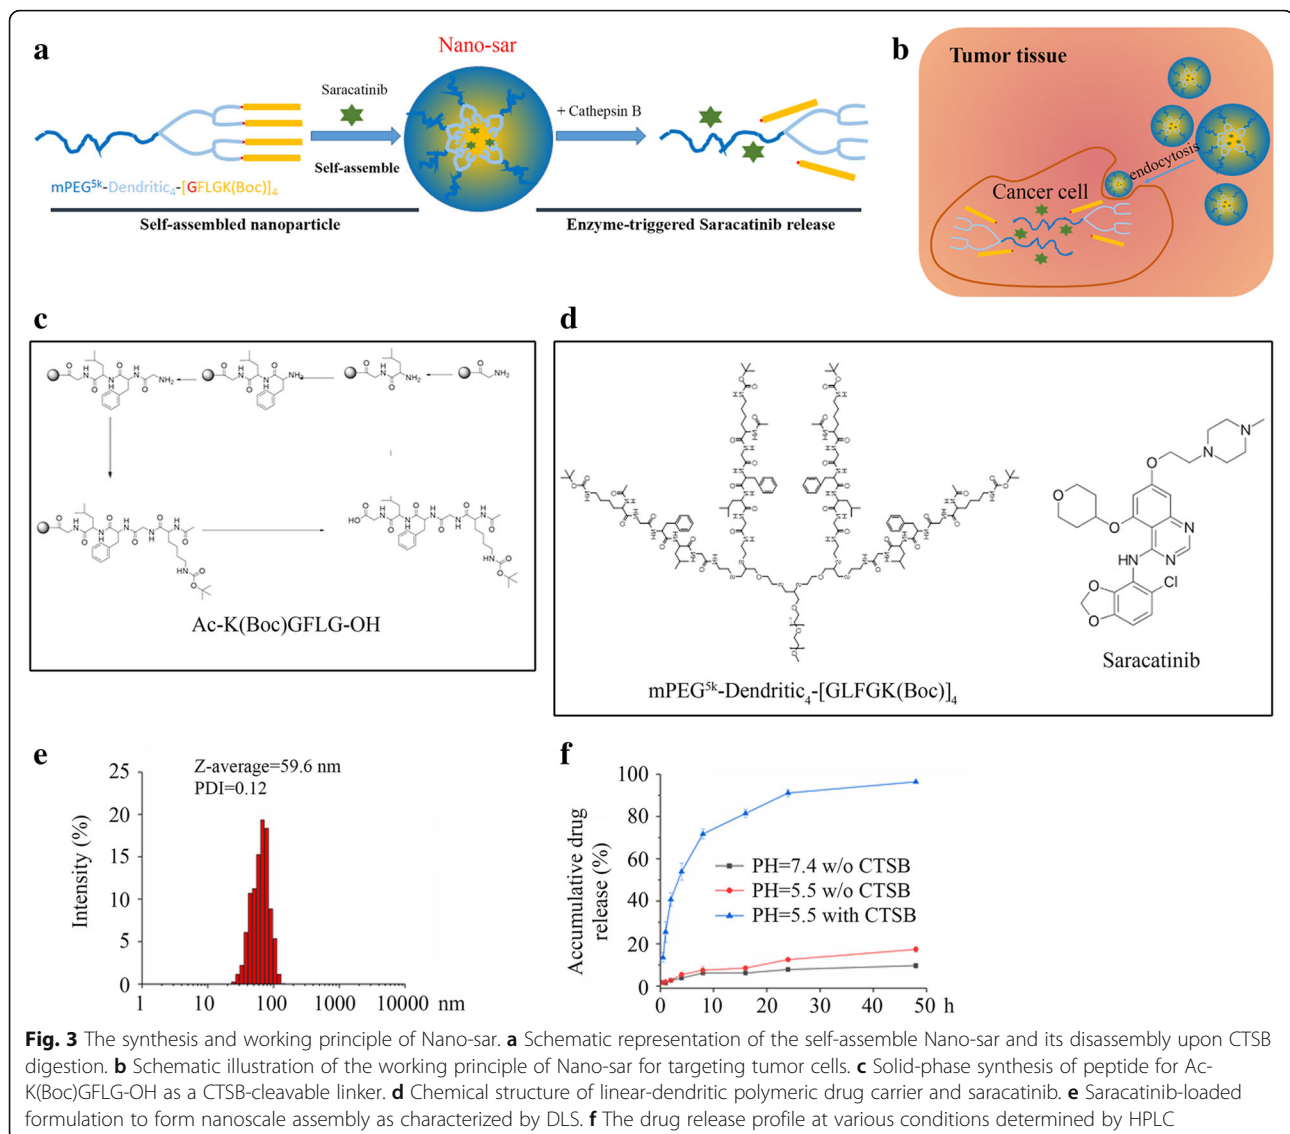 a
Nano-sar
Saracatinib
Self-assemble
+ Cathepsin B
mPEG5k-Dendritic4-[GFLGK(Boc)]4
Self-assembled nanoparticle
Enzyme-triggered Saracatinib release
b
Tumor tissue
endocytosis
Cancer cell
c
Ac-K(Boc)GFLG-OH
d
mPEG5k-Dendritic4-[GLFGK(Boc)]4
Saracatinib
e
Z-average=59.6 nm
PDI=0.12
Intensity (%)
25
20
15
10
5
0
1 10 100 1000 10000 nm
f
Accumulative drug
release (%)
100
80
60
40
20
0
PH=7.4 w/o CTSB
PH=5.5 w/o CTSB
PH=5.5 with CTSB
0 10 20 30 40 50 h
Fig. 3 The synthesis and working principle of Nano-sar. a Schematic representation of the self-assemble Nano-sar and its disassembly upon CTSB
digestion. b Schematic illustration of the working principle of Nano-sar for targeting tumor cells. c Solid-phase synthesis of peptide for Ac-
K(Boc)GFLG-OH as a CTSB-cleavable linker. d Chemical structure of linear-dendritic polymeric drug carrier and saracatinib. e Saracatinib-loaded
formulation to form nanoscale assembly as characterized by DLS. f The drug release profile at various conditions determined by HPLC